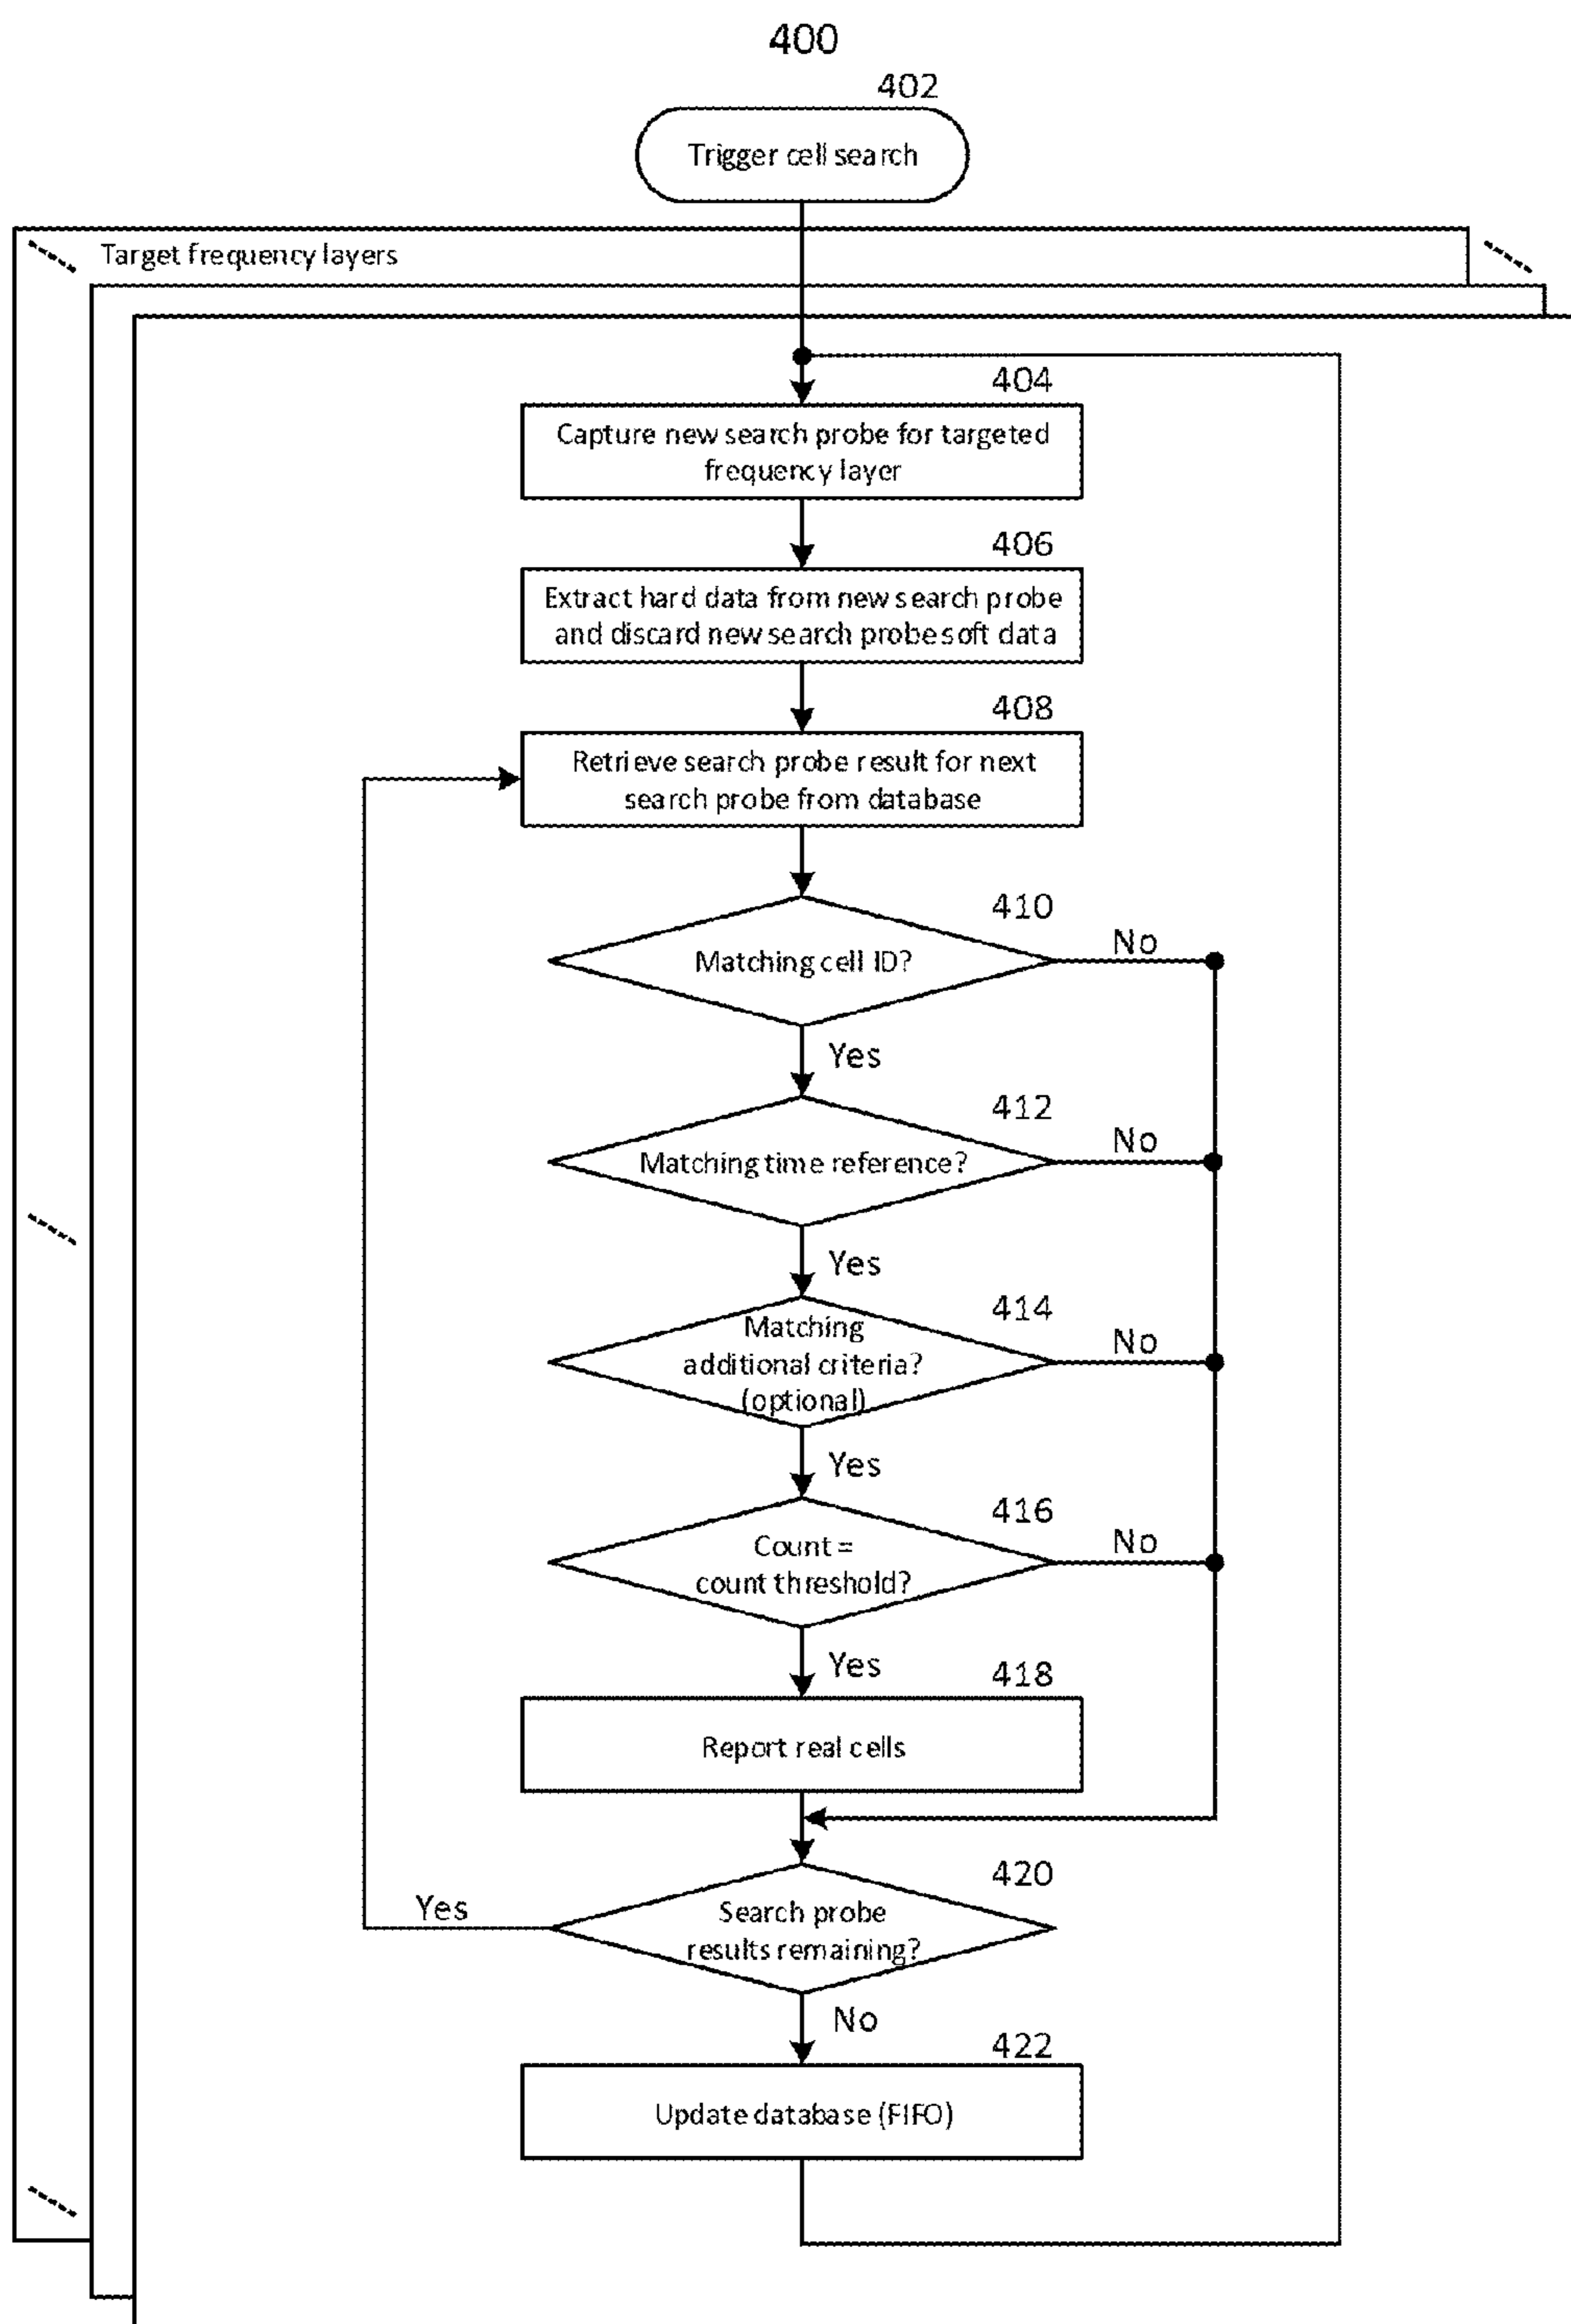 400
402
Trigger cell search
Target frequency layers
404
Capture new search probe for targeted
frequency layer
406
Extract hard data from new search probe
and discard new search probe soft data
408
Retrieve search probe result for next
search probe from database
410
Matching cell ID?
No
Yes
412
Matching time reference?
No
Yes
414
Matching
additional criteria?
(optional)
No
Yes
416
Count =
count threshold?
No
Yes
418
Report real cells
420
Search probe
results remaining?
Yes
No
422
Update database (FIFO)